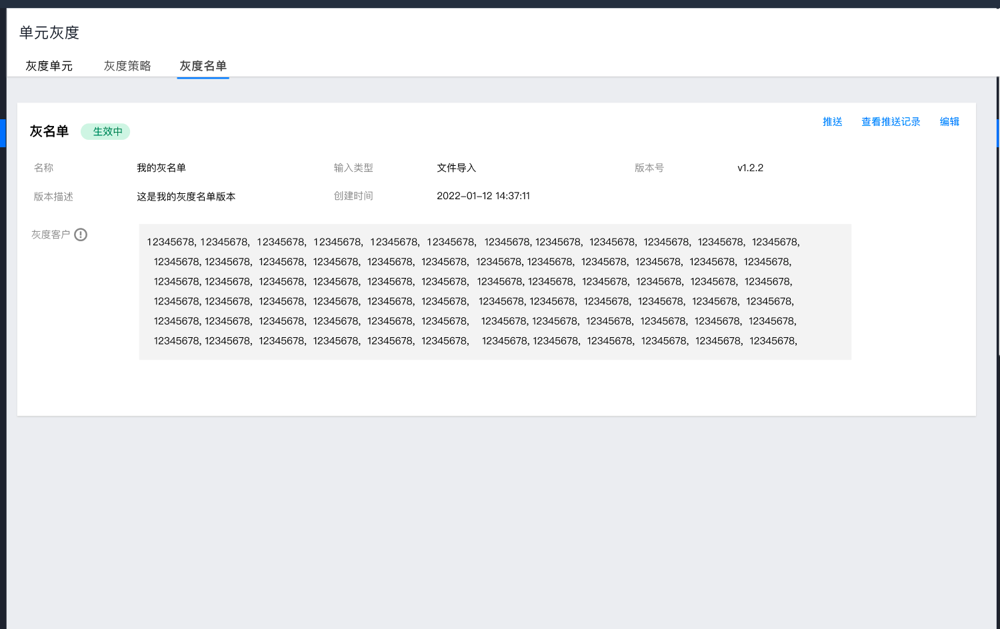 单元灰度
灰度单元 灰度策略 灰度名单
灰名单 生效中 推送 查看推送记录 编辑
名称 我的灰名单 输入类型 文件导入 版本号 v1.2.2
版本描述 这是我的灰度名单版本 创建时间 2022-01-12 14:37:11
灰度客户
12345678, 12345678, 12345678, 12345678, 12345678, 12345678, 12345678, 12345678, 12345678, 12345678, 12345678, 12345678,
12345678, 12345678, 12345678, 12345678, 12345678, 12345678, 12345678, 12345678, 12345678, 12345678, 12345678, 12345678,
12345678, 12345678, 12345678, 12345678, 12345678, 12345678, 12345678, 12345678, 12345678, 12345678, 12345678, 12345678,
12345678, 12345678, 12345678, 12345678, 12345678, 12345678, 12345678, 12345678, 12345678, 12345678, 12345678, 12345678,
12345678, 12345678, 12345678, 12345678, 12345678, 12345678, 12345678, 12345678, 12345678, 12345678, 12345678, 12345678,
12345678, 12345678, 12345678, 12345678, 12345678, 12345678, 12345678, 12345678, 12345678, 12345678, 12345678, 12345678,